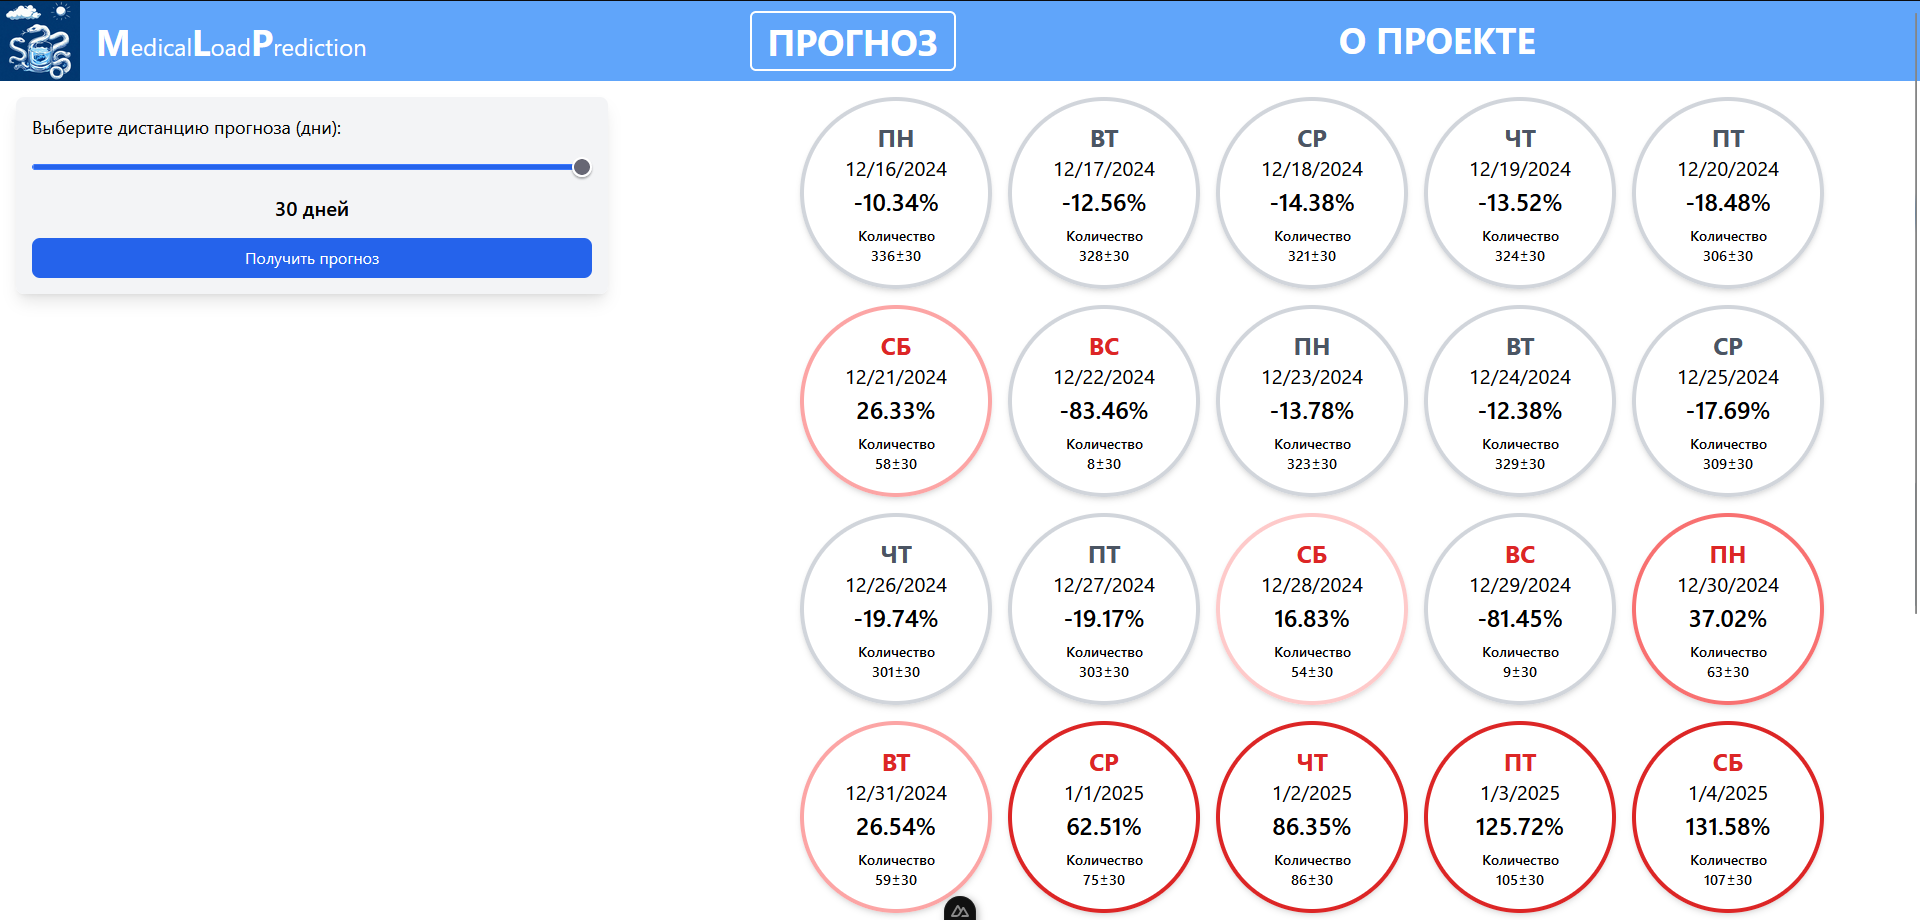 MedicalLoadPrediction
ПРОГНОЗ
О ПРОЕКТЕ
Выберите дистанцию прогноза (дни):
30 дней
Получить прогноз
ПН
12/16/2024
-10.34%
Количество
336±30
ВТ
12/17/2024
-12.56%
Количество
328±30
СР
12/18/2024
-14.38%
Количество
321±30
ЧТ
12/19/2024
-13.52%
Количество
324±30
ПТ
12/20/2024
-18.48%
Количество
306±30
СБ
12/21/2024
26.33%
Количество
58±30
ВС
12/22/2024
-83.46%
Количество
8±30
ПН
12/23/2024
-13.78%
Количество
323±30
ВТ
12/24/2024
-12.38%
Количество
329±30
СР
12/25/2024
-17.69%
Количество
309±30
ЧТ
12/26/2024
-19.74%
Количество
301±30
ПТ
12/27/2024
-19.17%
Количество
303±30
СБ
12/28/2024
16.83%
Количество
54±30
ВС
12/29/2024
-81.45%
Количество
9±30
ПН
12/30/2024
37.02%
Количество
63±30
ВТ
12/31/2024
26.54%
Количество
59±30
СР
1/1/2025
62.51%
Количество
75±30
ЧТ
1/2/2025
86.35%
Количество
86±30
ПТ
1/3/2025
125.72%
Количество
105±30
СБ
1/4/2025
131.58%
Количество
107±30